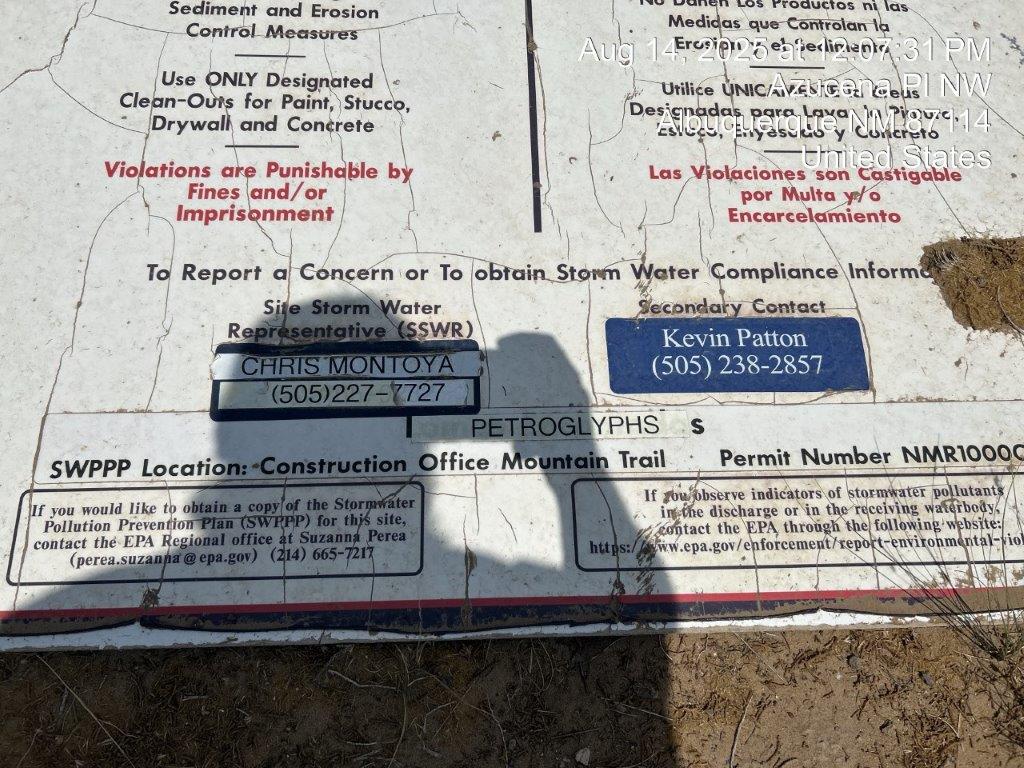 Sediment and Erosion
Control Measures
Use ONLY Designated
Clean-Outs for Paint, Stucco,
Drywall and Concrete
Violations are Punishable by
Fines and/or
Imprisonment
No Dañen Los Productos ni las
Medidas que Controlan la
Erosion y el Sedimento
Utilice
Designadas para
Estuco, Enyesado y Concreto
Las Violaciones son Castigable
por Multa y/o
Encarcelamiento
Aug 14, 2025 at 12:07:31 PM
Azucena Pl NW
Albuquerque NM 87114
United States
To Report a Concern or To obtain Storm Water Compliance Informa
Site Storm Water
Representative (SSWR)
CHRIS MONTOYA
(505)227-7727
Secondary Contact
Kevin Patton
(505) 238-2857
PETROGLYPHS s
SWPPP Location: Construction Office Mountain Trail
Permit Number NMR1000
If you would like to obtain a copy of the Stormwater
Pollution Prevention Plan (SWPPP) for this site,
contact the EPA Regional office at Suzanna Perea
(perea.suzanna@epa.gov) (214) 665-7217
If you observe indicators of stormwater pollutants
in the discharge or in the receiving waterbody,
contact the EPA through the following website:
https://www.epa.gov/enforcement/report-environmental-viol